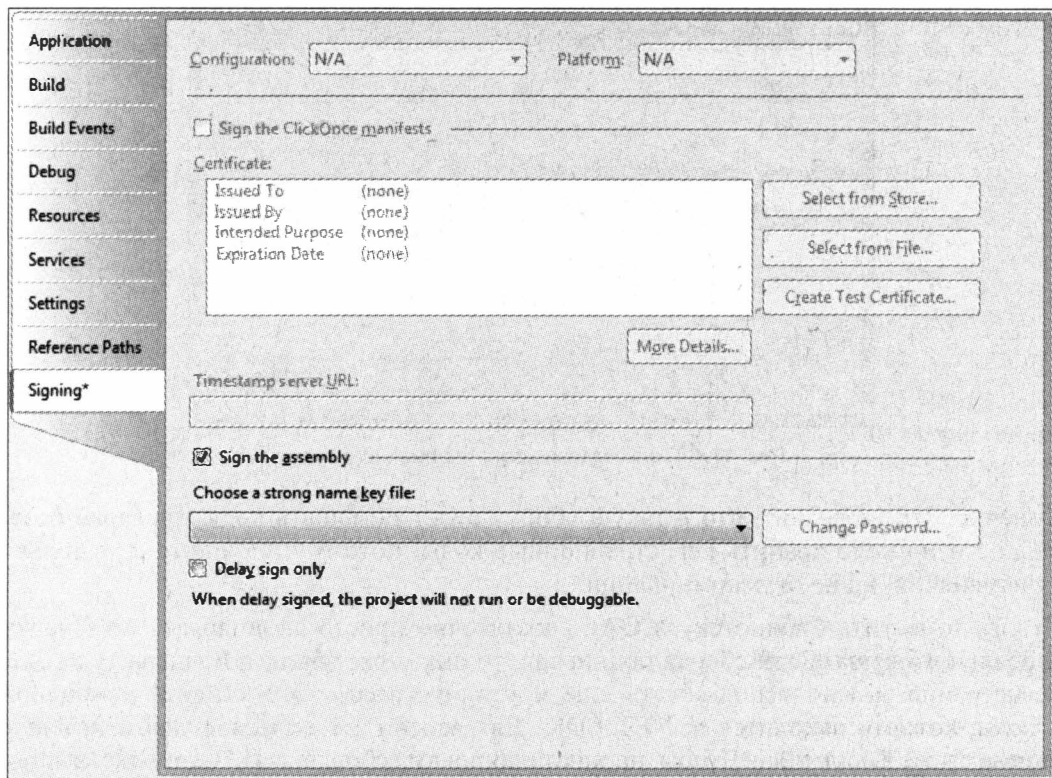 Application
Build
Build Events
Debug
Resources
Services
Settings
Reference Paths
Signing*
Configuration: N/A Platform: N/A
Sign the ClickOnce manifests
Certificate:
Issued To (none)
Issued By (none)
Intended Purpose (none)
Expiration Date (none)
Select from Store...
Select from File...
Create Test Certificate...
More Details...
Timestamp server URL:
Sign the assembly
Choose a strong name key file:
Change Password...
Delay sign only
When delay signed, the project will not run or be debuggable.